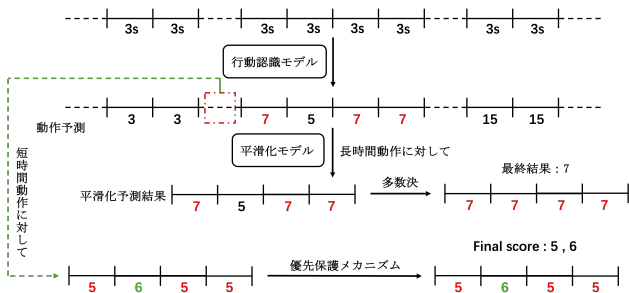 3s 3s 3s 3s 3s 3s 3s 3s
行動認識モデル
3 3 7 5 7 7 15 15
動作予測
平滑化モデル
長時間動作に対して
平滑化予測結果
7 5 7 7
多数決
最終結果：7
7 7 7 7
短時間動作に対して
Final score : 5 , 6
優先保護メカニズム
5 6 5 5
5 6 5 5